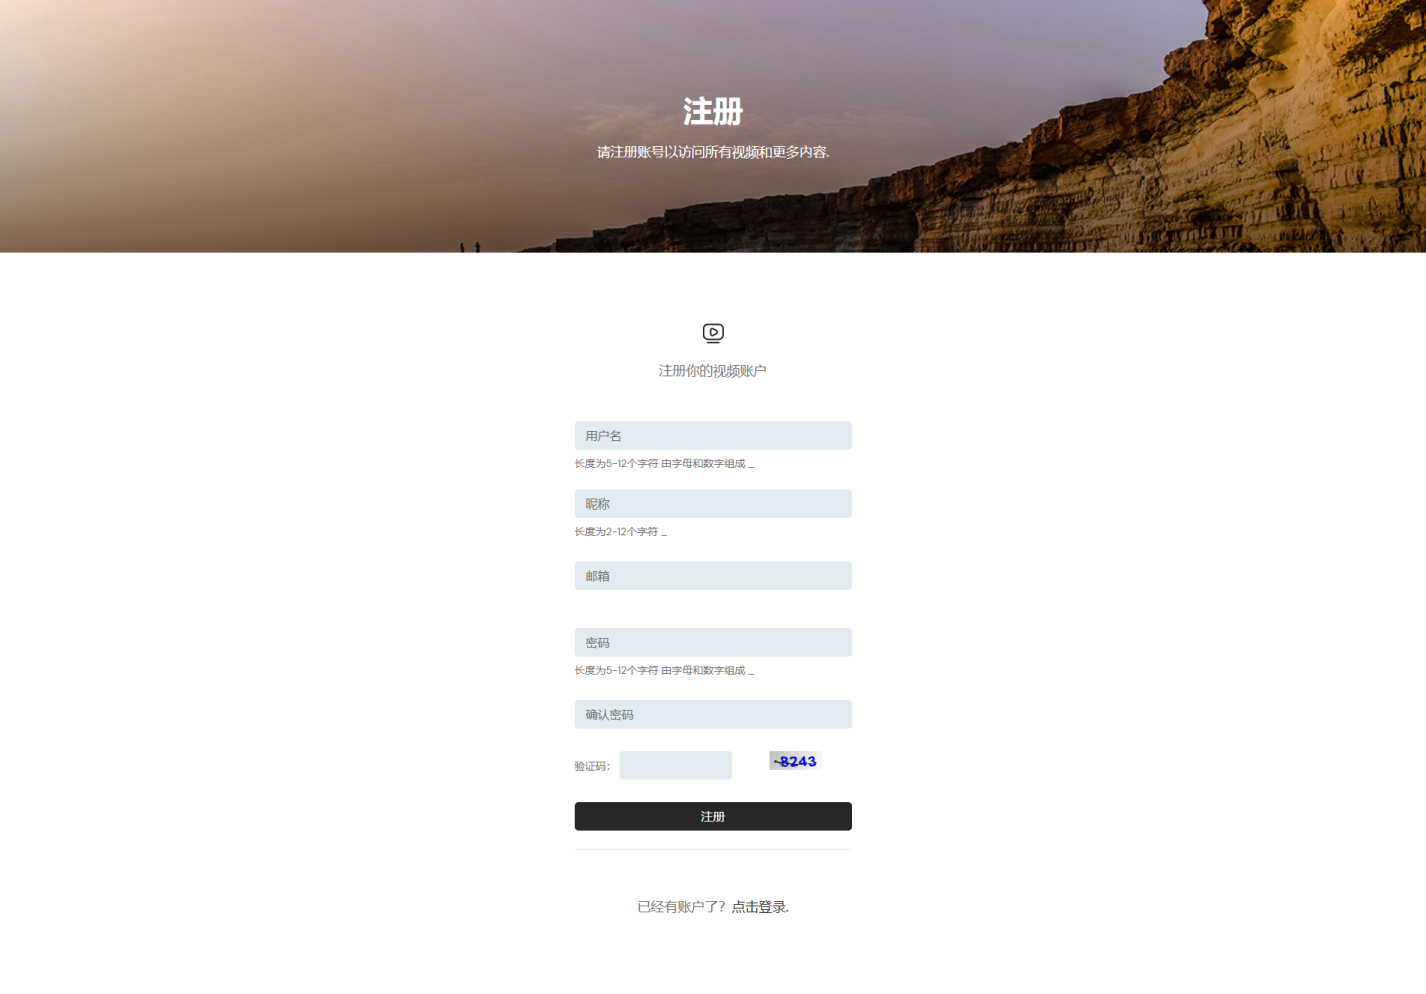 注册
请注册账号以访问所有视频和更多内容.
注册你的视频账户
用户名
长度为5-12个字符 由字母和数字组成 _
昵称
长度为2-12个字符 _
邮箱
密码
长度为5-12个字符 由字母和数字组成 _
确认密码
验证码： 8243
注册
已经有账户了？点击登录.